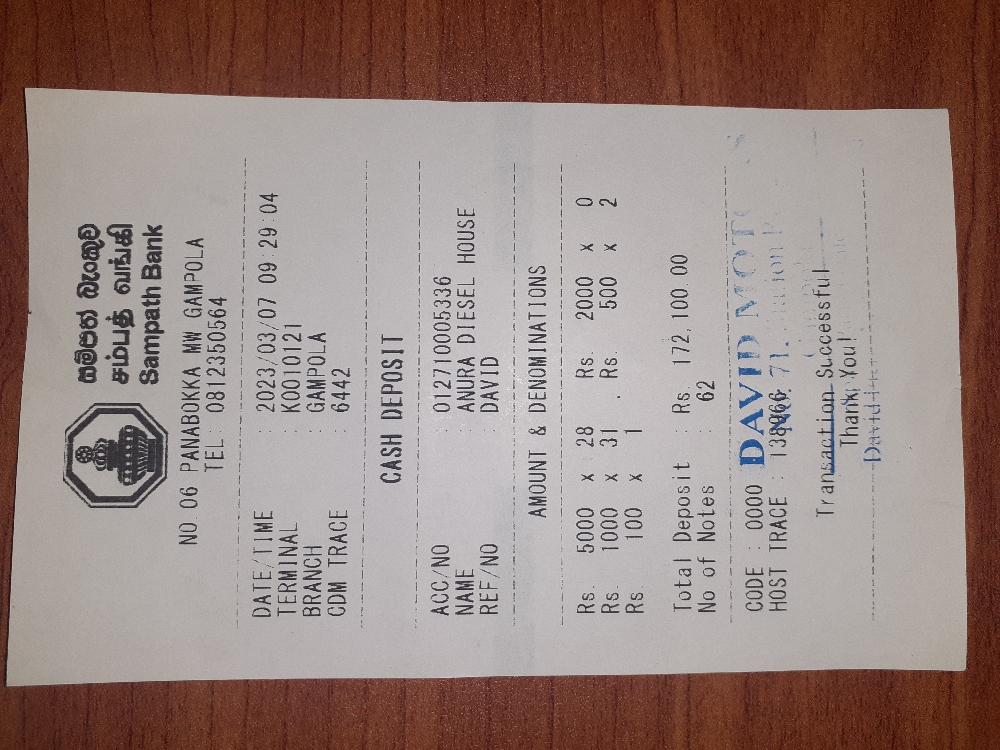 සම්පත් බැංකුව
சம்பத் வங்கி
Sampath Bank
NO 06 PANABOKKA MW GAMPOLA
TEL : 0812350564
DATE/TIME : 2023/03/07 09:29:04
TERMINAL : K0010121
BRANCH : GAMPOLA
CDM TRACE : 6442
CASH DEPOSIT
ACC/NO : 012710005336
NAME : ANURA DIESEL HOUSE
REF/NO : DAVID
AMOUNT & DENOMINATIONS
Rs. 5000 x 28 Rs. 2000 x 0
Rs. 1000 x 31 Rs. 500 x 2
Rs. 100 x 1
Total Deposit : Rs. 172,100.00
No of Notes : 62
CODE : 0000
DAVID
HOST TRACE : 138966
71,
Transaction Successful
Thank You!
David